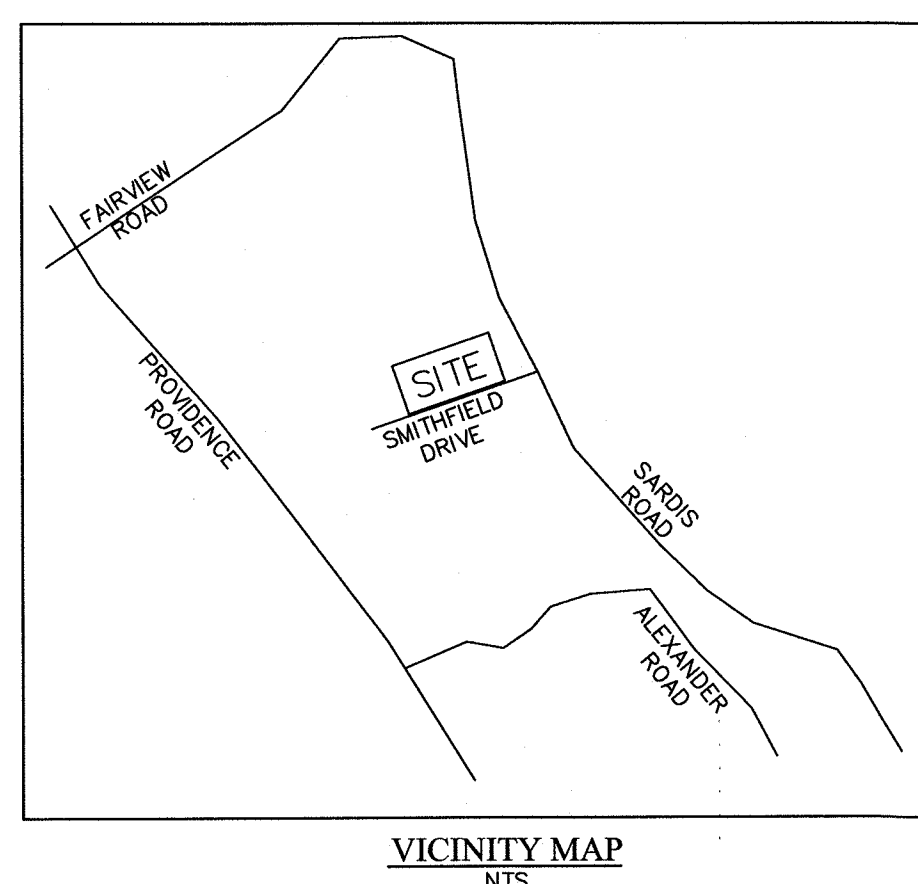 FAIRVIEW
ROAD
PROVIDENCE
ROAD
SITE
SMITHFIELD
DRIVE
SARDIS
ROAD
ALEXANDER
ROAD
VICINITY MAP
NTS